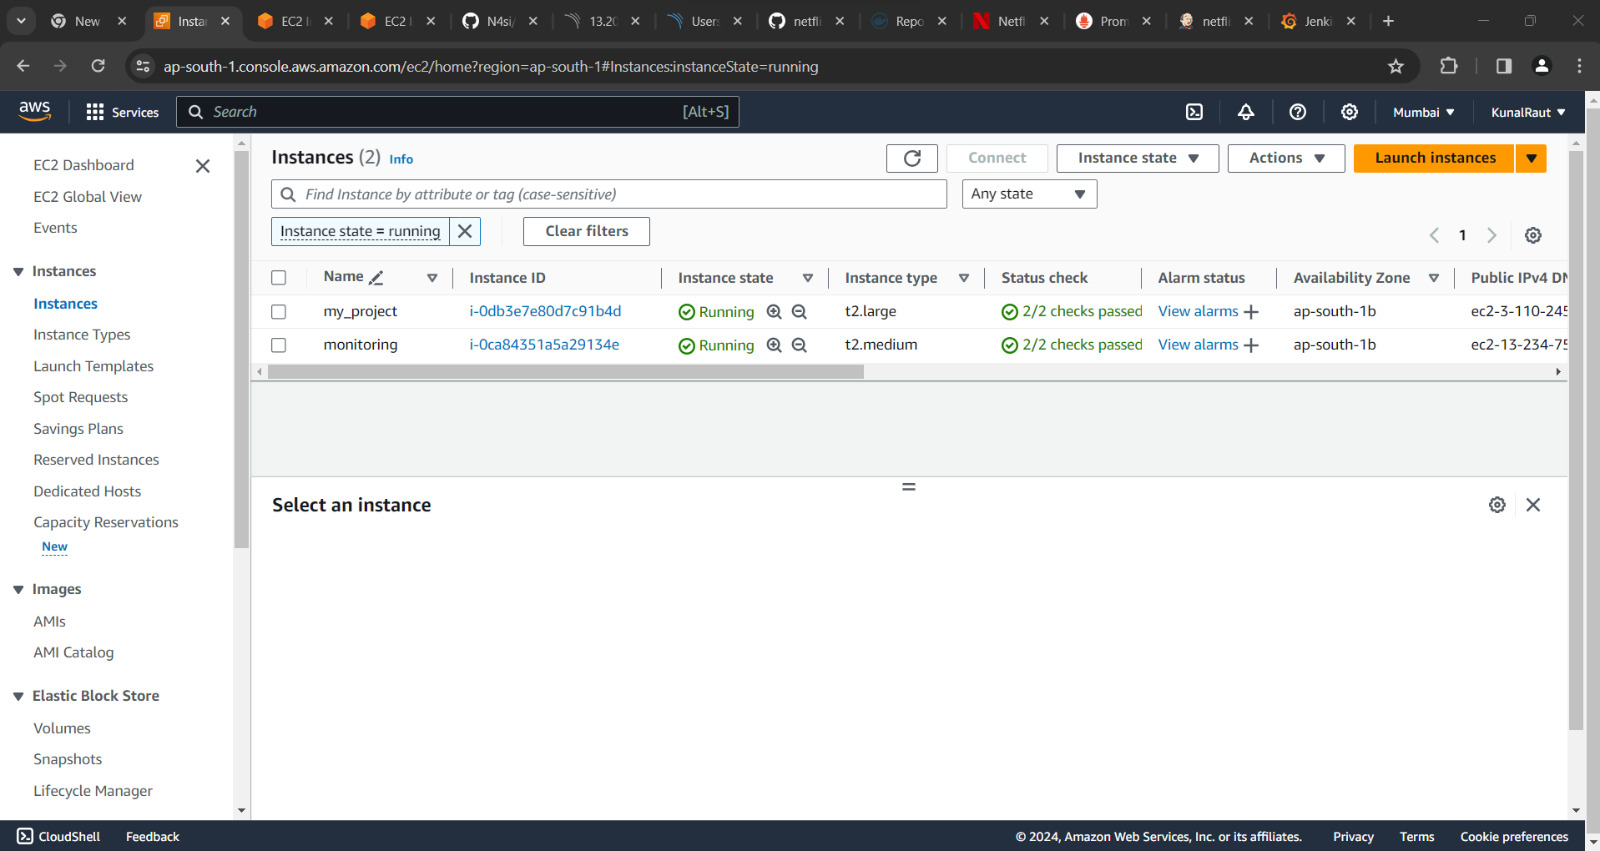 New
Instan
EC2 I
EC2 I
N4si/
13.20
Users
netfli
Repo
Netfl
Prom
netfli
Jenki
ap-south-1.console.aws.amazon.com/ec2/home?region=ap-south-1#Instances:instanceState=running
aws
Services
Search
[Alt+S]
Mumbai
KunalRaut
EC2 Dashboard
EC2 Global View
Events
Instances
Instances
Instance Types
Launch Templates
Spot Requests
Savings Plans
Reserved Instances
Dedicated Hosts
Capacity Reservations
New
Images
AMIs
AMI Catalog
Elastic Block Store
Volumes
Snapshots
Lifecycle Manager
Instances (2) Info
Connect
Instance state
Actions
Launch instances
Find Instance by attribute or tag (case-sensitive)
Any state
Instance state = running
Clear filters
1
Name Instance ID Instance state Instance type Status check Alarm status Availability Zone Public IPv4 DN
my_project i-0db3e7e80d7c91b4d Running t2.large 2/2 checks passed View alarms ap-south-1b ec2-3-110-245
monitoring i-0ca84351a5a29134e Running t2.medium 2/2 checks passed View alarms ap-south-1b ec2-13-234-75
Select an instance
CloudShell Feedback © 2024, Amazon Web Services, Inc. or its affiliates. Privacy Terms Cookie preferences